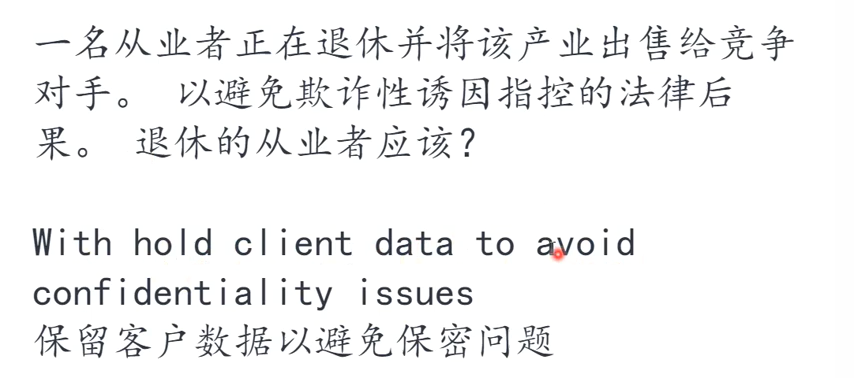 一名从业者正在退休并将该产业出售给竞争
对手。 以避免欺诈性诱因指控的法律后
果。 退休的从业者应该?
With hold client data to avoid
confidentiality issues
保留客户数据以避免保密问题